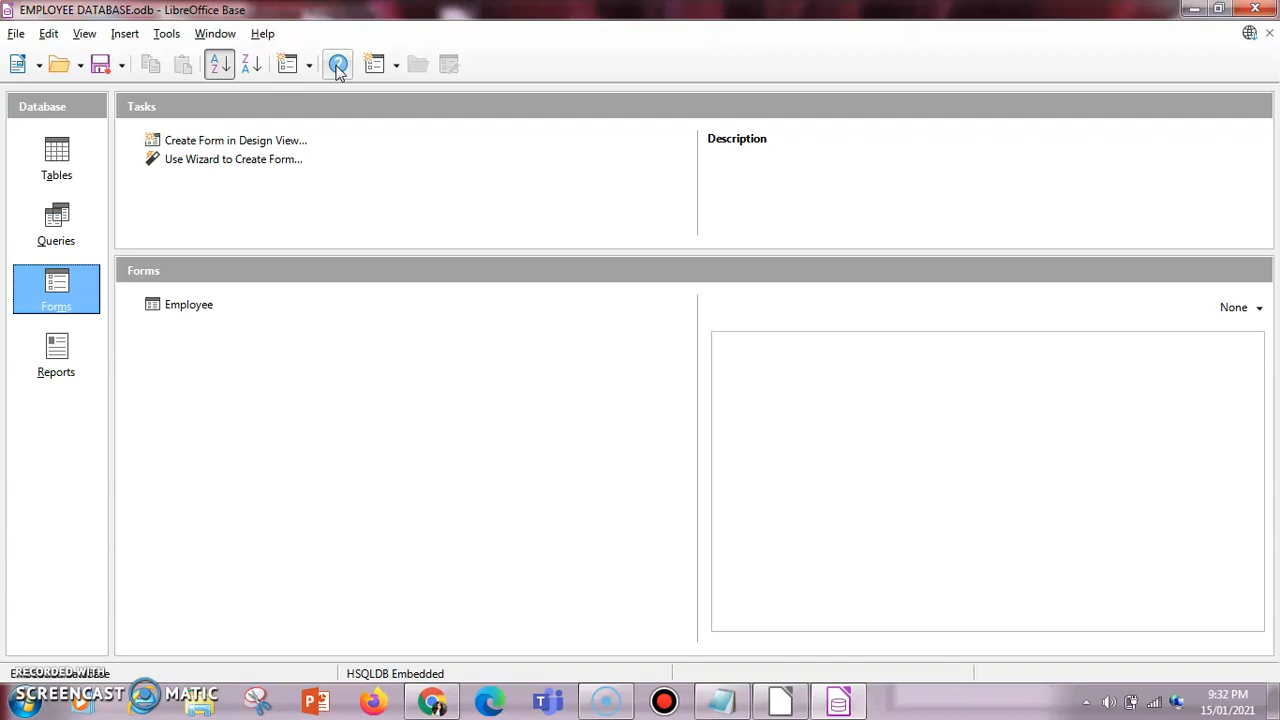 EMPLOYEE DATABASE.odb - LibreOffice Base
File Edit View Insert Tools Window Help
Database
Tasks
Tables
Queries
Forms
Reports
Create Form in Design View...
Use Wizard to Create Form...
Description
Forms
Employee
None
HSQLDB Embedded
RECORDED WITH
SCREENCAST MATIC
9:32 PM
15/01/2021